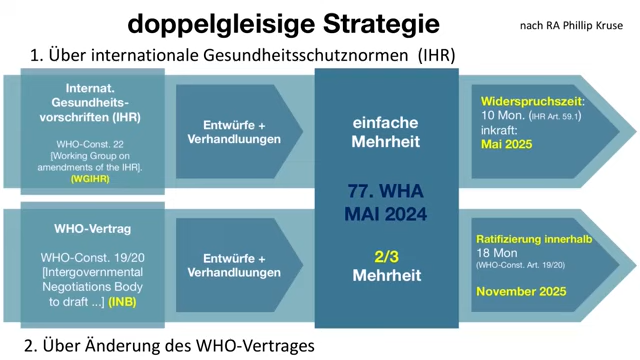 doppelgleisige Strategie
nach RA Phillip Kruse
1. Über internationale Gesundheitsschutznormen (IHR)
Internat.
Gesundheits-
vorschriften (IHR)
WHO-Const. 22
[Working Group on
amendments of the IHR].
(WGIHR)
Entwürfe +
Verhandluungen
einfache
Mehrheit
Widerspruchszeit:
10 Mon. (IHR Art. 59.1)
inkraft:
Mai 2025
77. WHA
MAI 2024
WHO-Vertrag
WHO-Const. 19/20
[Intergovernmental
Negotiations Body
to draft ...] (INB)
Entwürfe +
Verhandluungen
2/3
Mehrheit
Ratifizierung innerhalb
18 Mon
(WHO-Const. Art. 19/20)
November 2025
2. Über Änderung des WHO-Vertrages